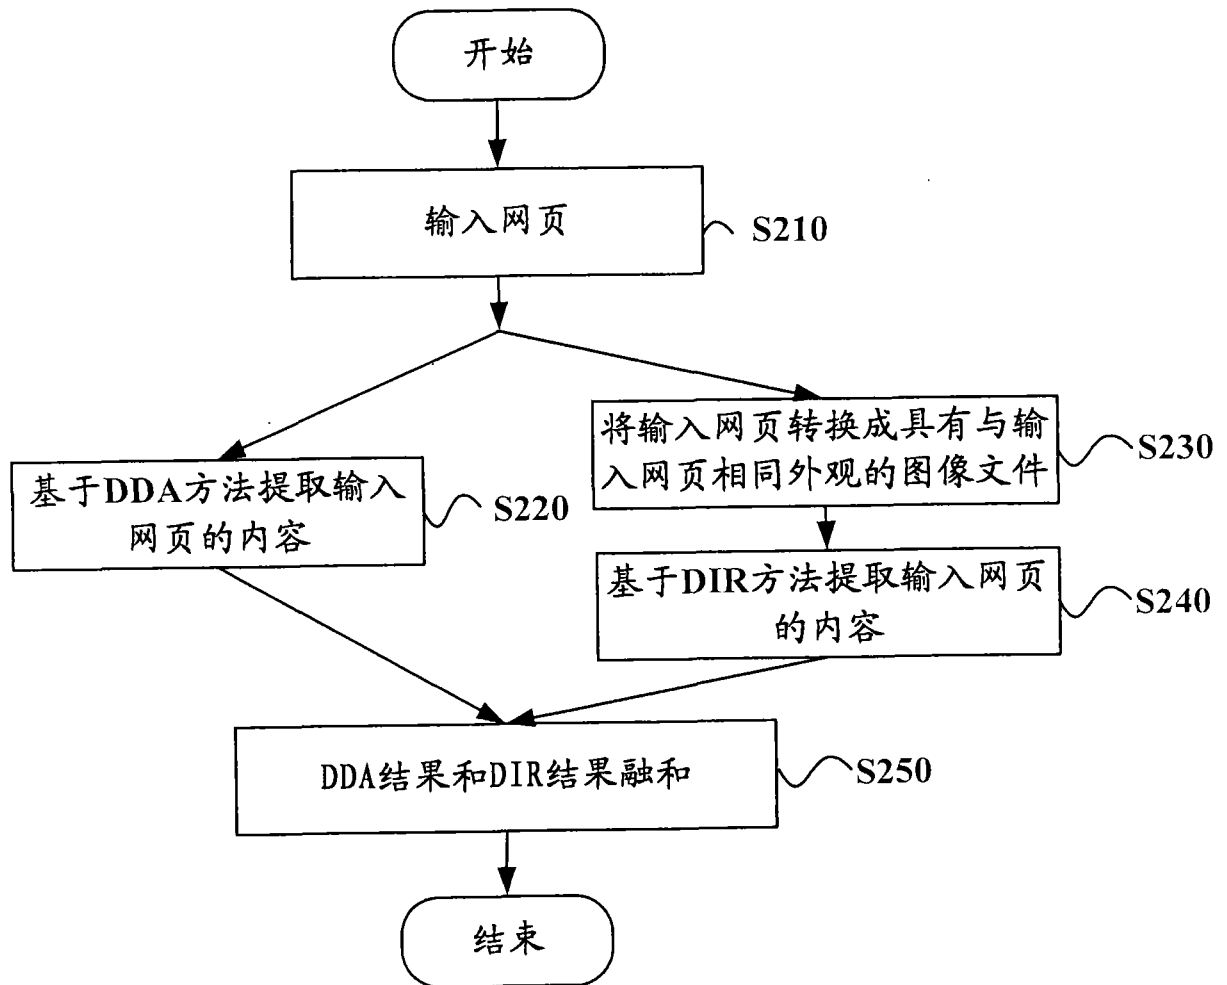 开始
输入网页
S210
将输入网页转换成具有与输
入网页相同外观的图像文件
S230
基于DDA方法提取输入
网页的内容
S220
基于DIR方法提取输入网页
的内容
S240
DDA结果和DIR结果融和
S250
结束